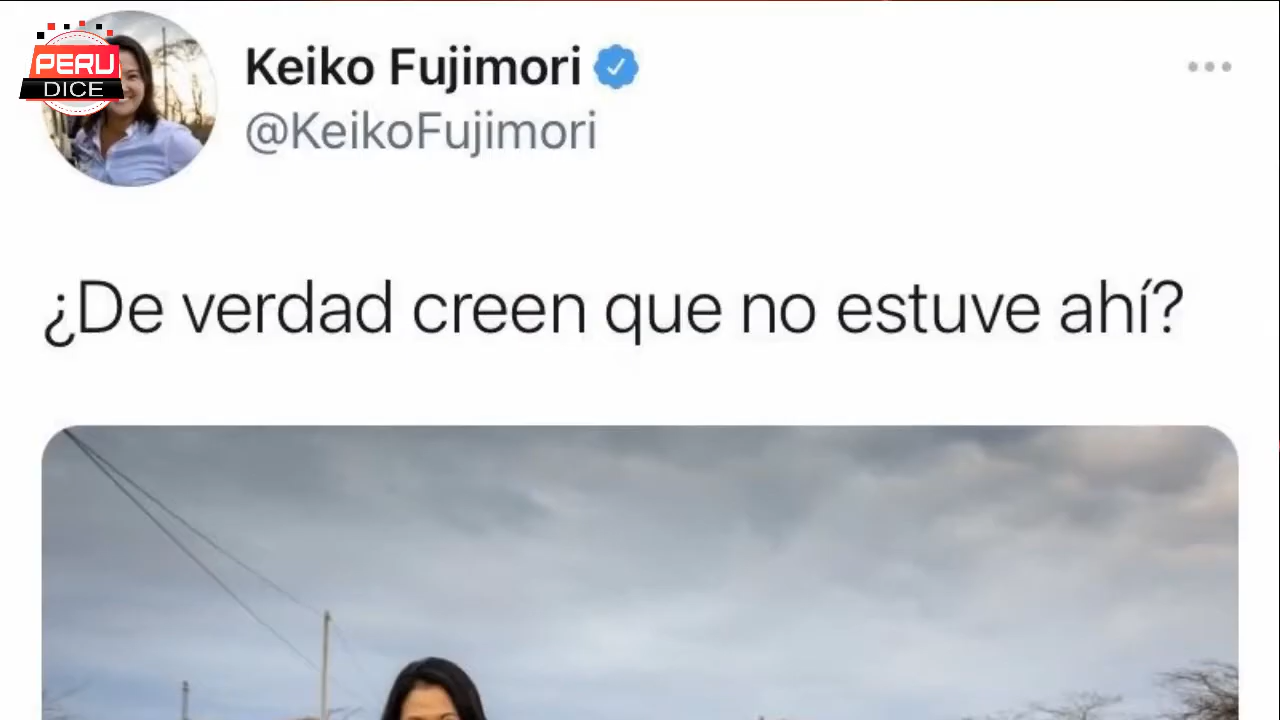 PERU
DICE
Keiko Fujimori
@KeikoFujimori
¿De verdad creen que no estuve ahí?